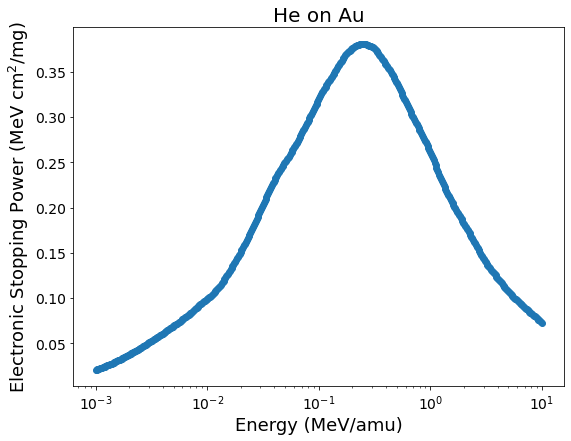 He on Au
Electronic Stopping Power (MeV cm²/mg)
0.35
0.30
0.25
0.20
0.15
0.10
0.05
10⁻³ 10⁻² 10⁻¹ 10⁰ 10¹
Energy (MeV/amu)